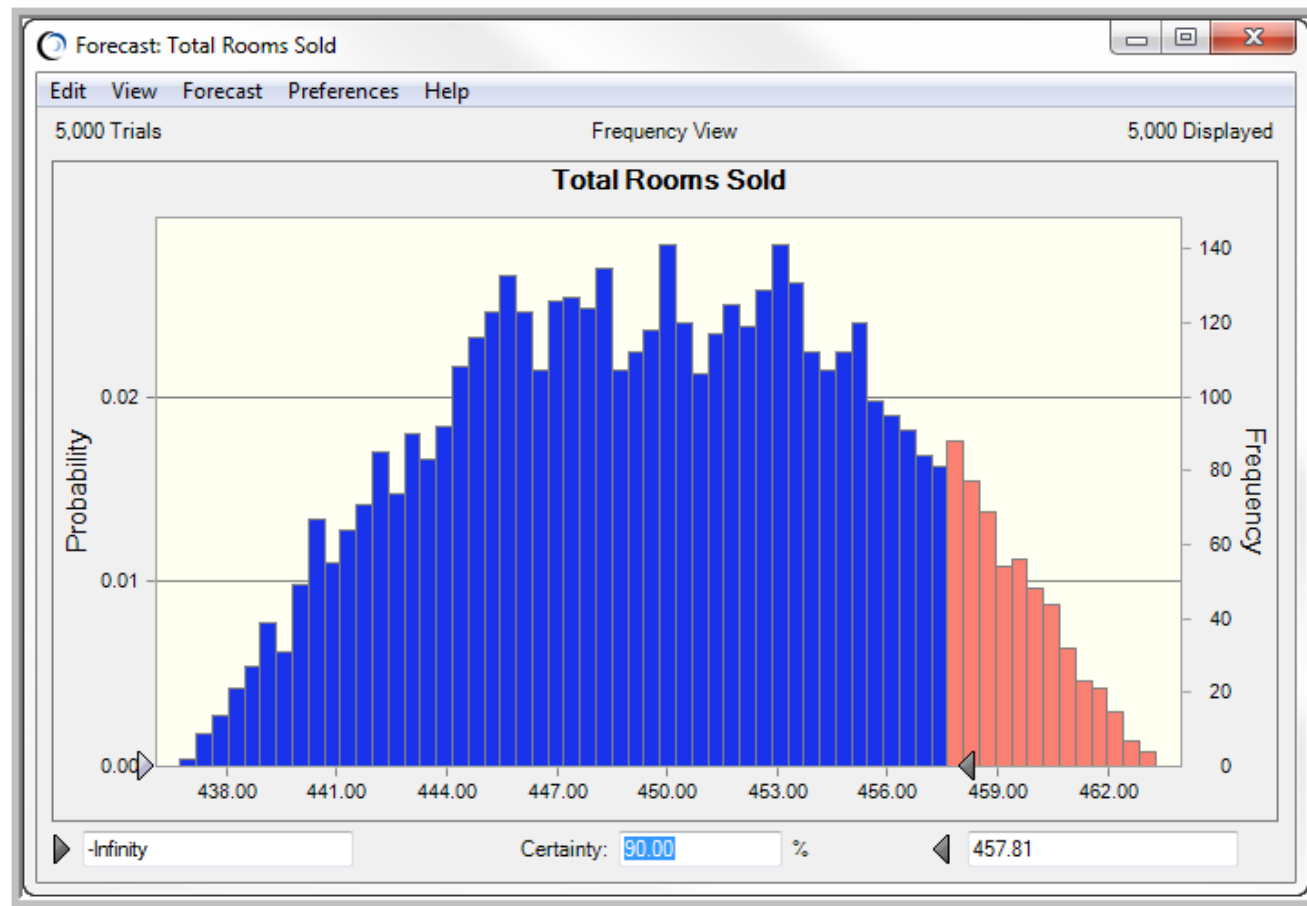 Forecast: Total Rooms Sold
Edit View Forecast Preferences Help
5,000 Trials Frequency View 5,000 Displayed
Total Rooms Sold
Probability
0.02
0.01
0.00
140
120
100
80
60
40
20
0
Frequency
438.00 441.00 444.00 447.00 450.00 453.00 456.00 459.00 462.00
-Infinity Certainty: 90.00 % 457.81